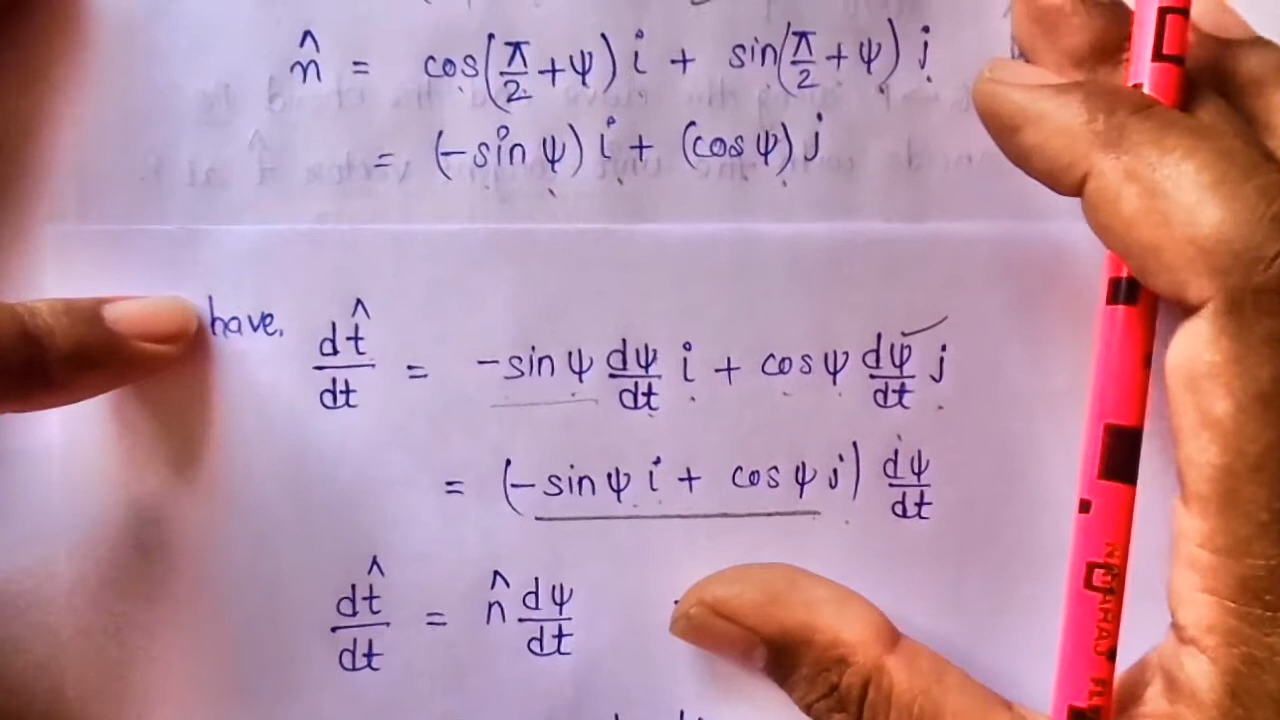 n̂ = cos(π/2 + ψ) i + sin(π/2 + ψ) j
= (-sin ψ) i + (cos ψ) j
have, dt̂/dt = -sin ψ dψ/dt i + cos ψ dψ/dt j
= (-sin ψ i + cos ψ j) dψ/dt
dt̂/dt = n̂ dψ/dt
NATARAJ